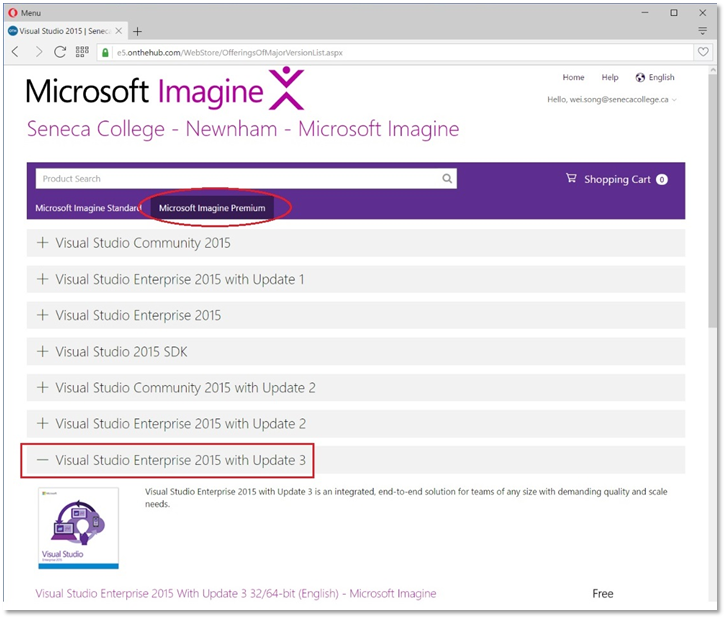 Menu
Visual Studio 2015 | Senec
e5.onthehub.com/WebStore/OfferingsOfMajorVersionList.aspx
Microsoft Imagine
Home Help English
Hello, wei.song@senecacollege.ca
Seneca College - Newnham - Microsoft Imagine
Product Search
Shopping Cart 0
Microsoft Imagine Standard Microsoft Imagine Premium
Visual Studio Community 2015
Visual Studio Enterprise 2015 with Update 1
Visual Studio Enterprise 2015
Visual Studio 2015 SDK
Visual Studio Community 2015 with Update 2
Visual Studio Enterprise 2015 with Update 2
Visual Studio Enterprise 2015 with Update 3
Visual Studio Enterprise 2015 with Update 3 is an integrated, end-to-end solution for teams of any size with demanding quality and scale
needs.
Microsoft
Visual Studio
Enterprise 2015
Visual Studio Enterprise 2015 With Update 3 32/64-bit (English) - Microsoft Imagine
Free